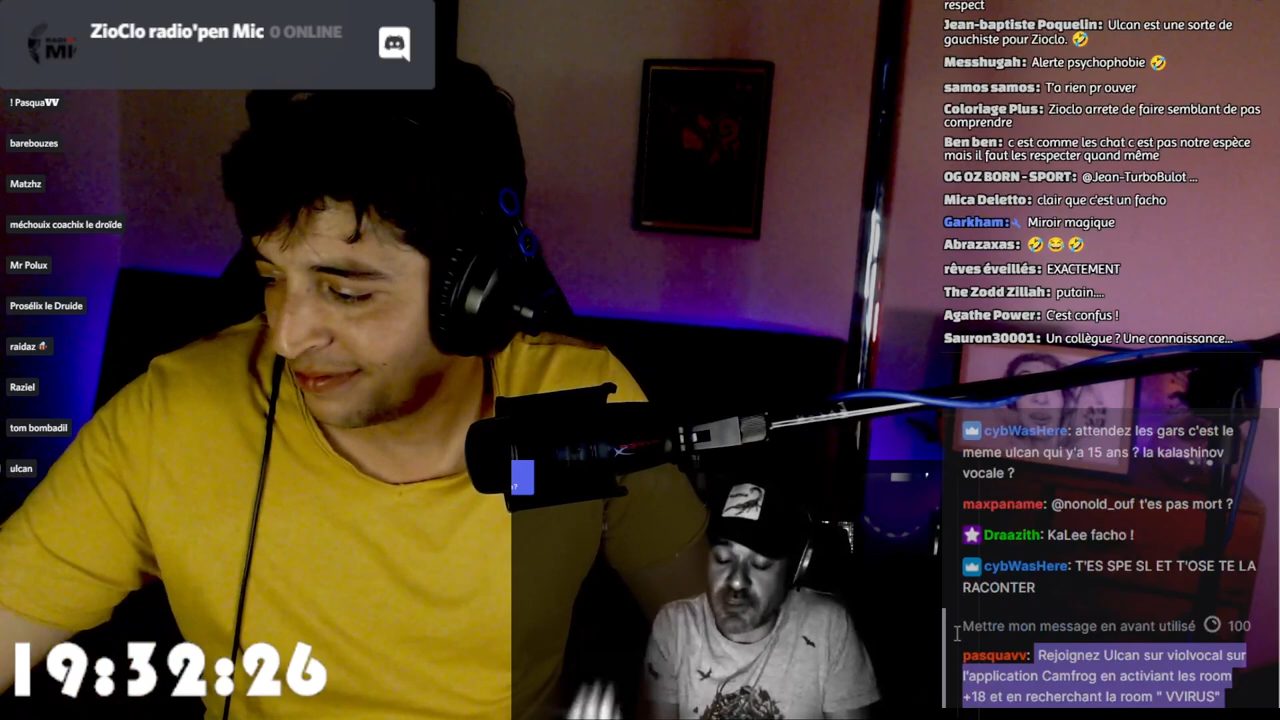 ZioClo radio'pen Mic 0 ONLINE
MI
! PasquaVV
barebouzes
Matzhz
méchouix coachix le droïde
Mr Polux
Prosélix le Druide
raidaz
Raziel
tom bombadil
ulcan
19:32:26
respect
Jean-baptiste Poquelin: Ulcan est une sorte de
gauchiste pour Zioclo. 🤣
Messhugah: Alerte psychophobie 🤣
samos samos: T'a rien pr ouver
Coloriage Plus: Zioclo arrete de faire semblant de pas
comprendre
Ben ben: c est comme les chat c est pas notre espèce
mais il faut les respecter quand même
OG OZ BORN - SPORT: @Jean-TurboBulot ...
Mica Deletto: clair que c'est un facho
Garkham: Miroir magique
Abrazaxas: 🤣 😂 🤣
rêves éveillés: EXACTEMENT
The Zodd Zillah: putain....
Agathe Power: C'est confus !
Sauron30001: Un collègue ? Une connaissance...
cybWasHere: attendez les gars c'est le
meme ulcan qui y'a 15 ans ? la kalashinov
vocale ?
maxpaname: @nonold_ouf t'es pas mort ?
Draazith: KaLee facho !
cybWasHere: T'ES SPE SL ET T'OSE TE LA
RACONTER
Mettre mon message en avant utilisé 100
pasquavv: Rejoignez Ulcan sur violvocal sur
l'application Camfrog en activiant les room
+18 et en recherchant la room " VVIRUS"